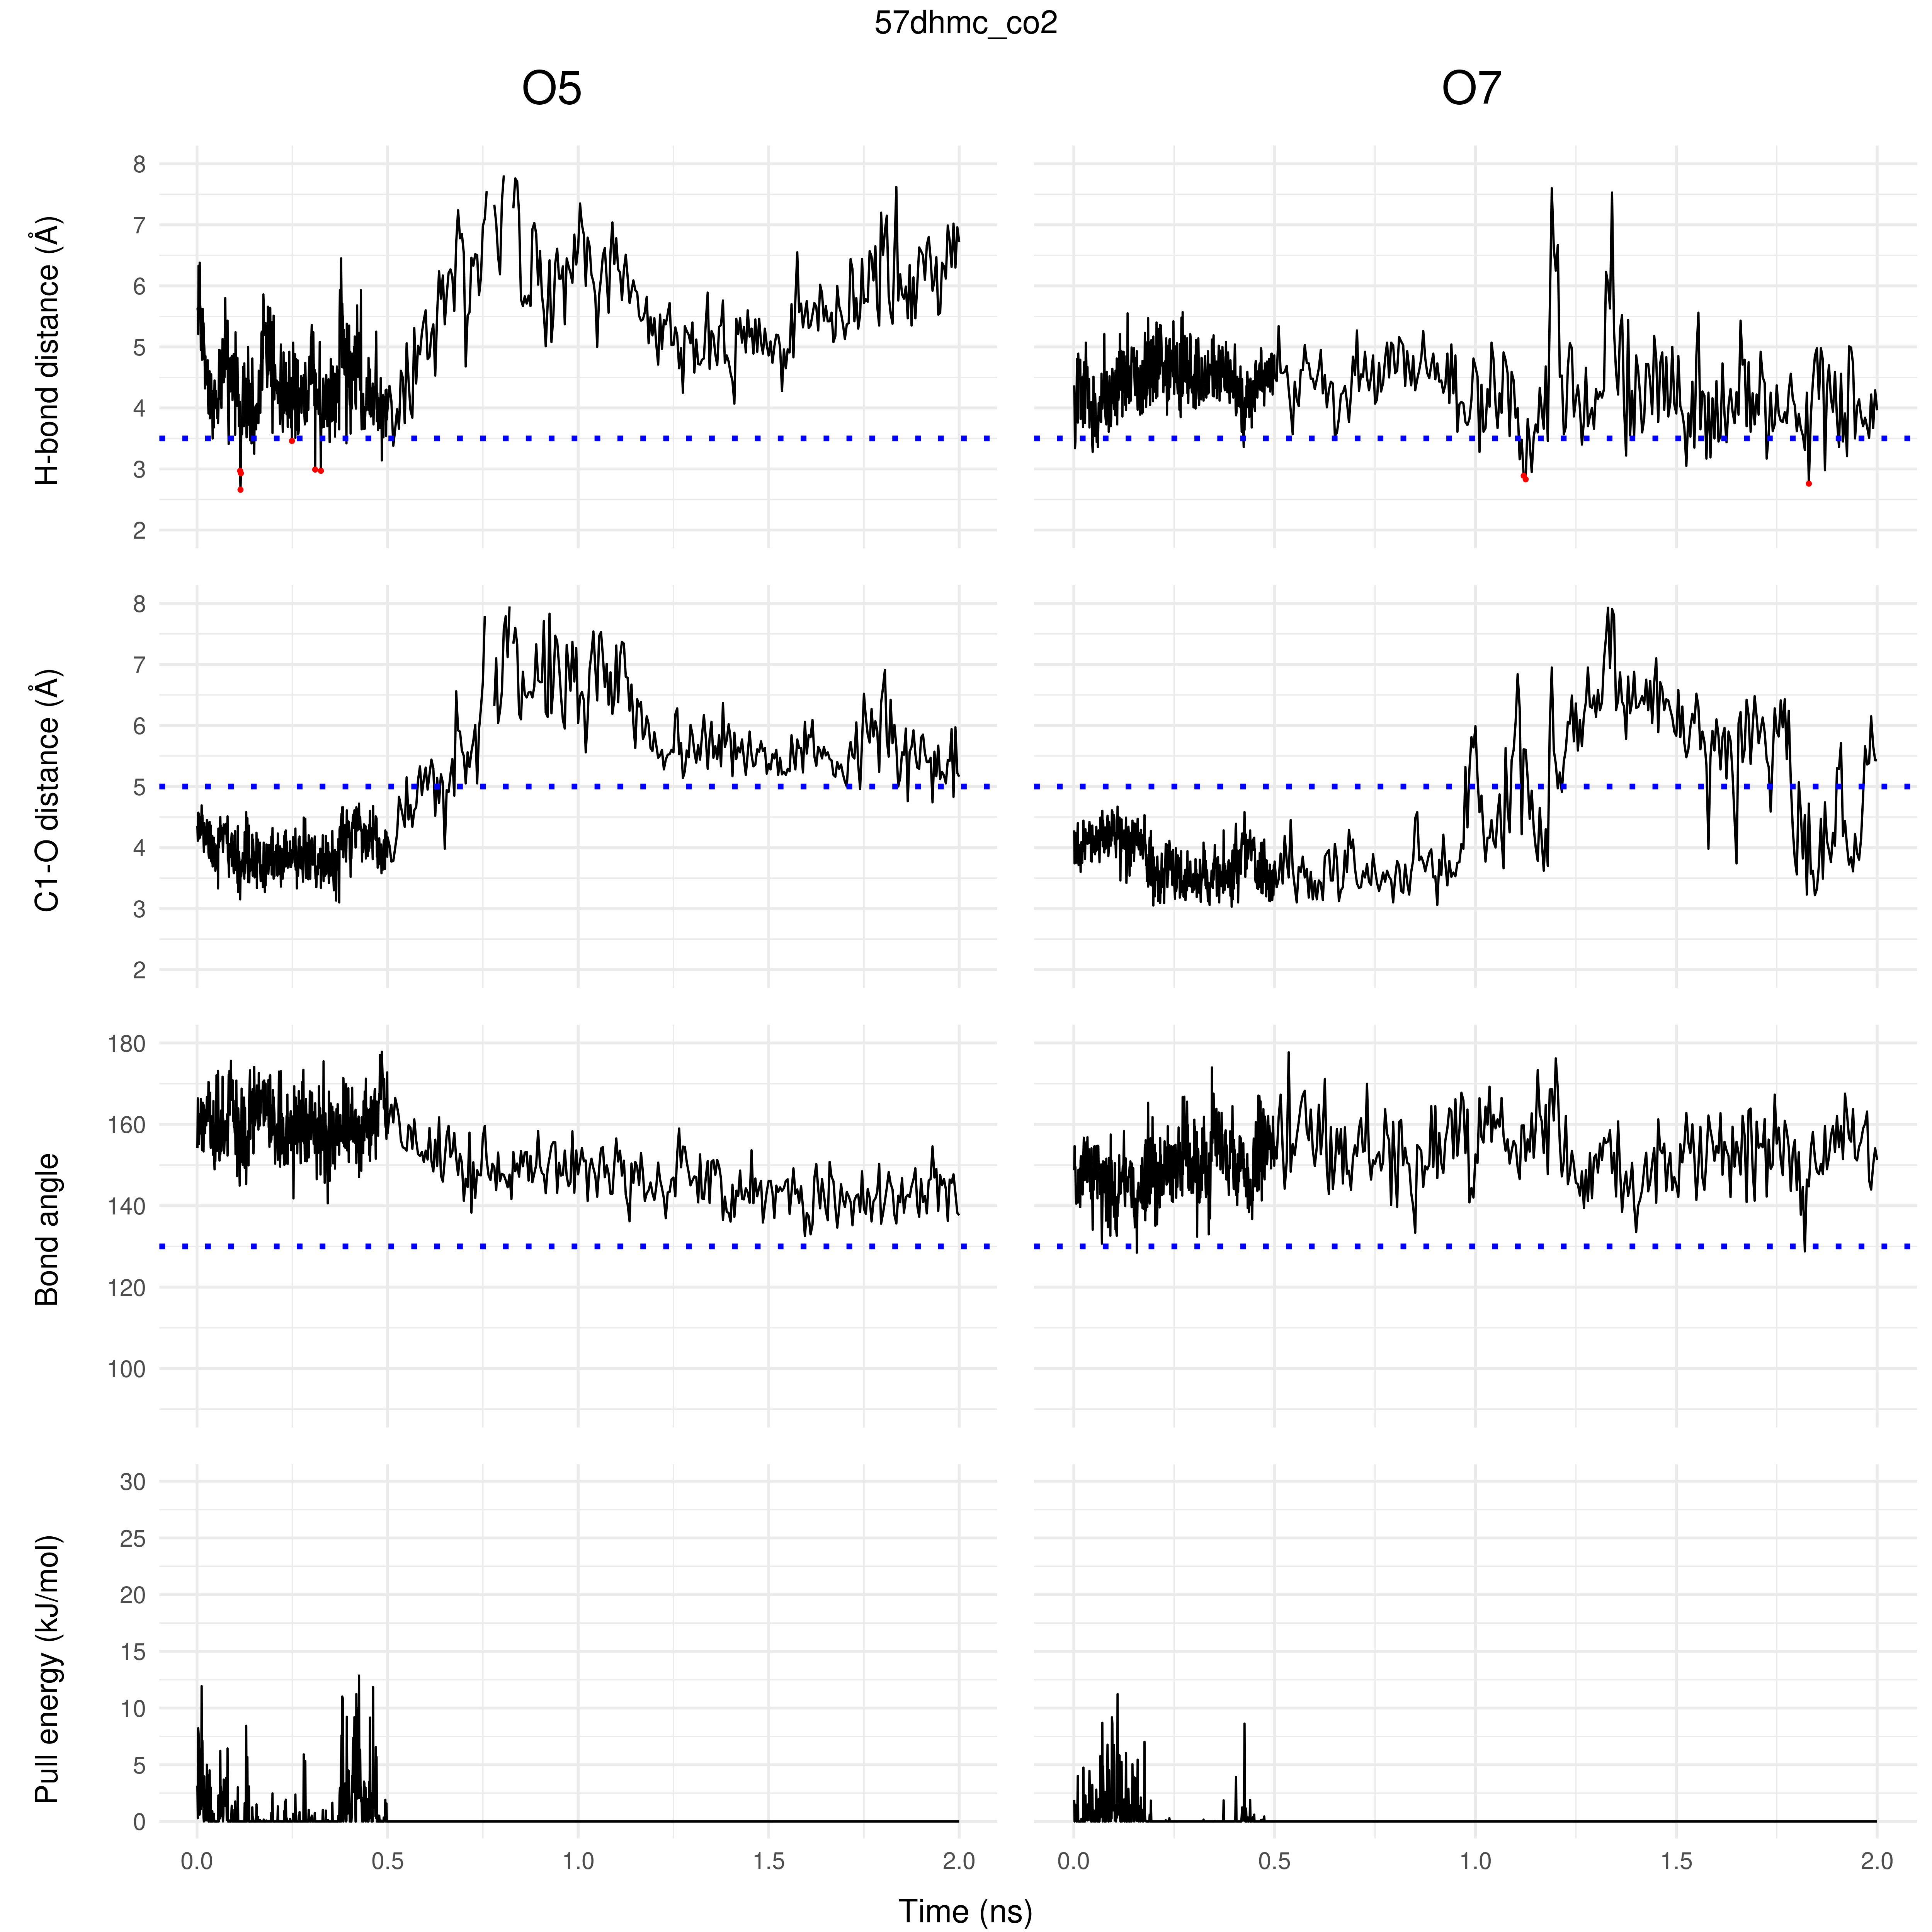 57dhmc_co2
O5
O7
H-bond distance (Å)
8
7
6
5
4
3
2
C1-O distance (Å)
8
7
6
5
4
3
2
Bond angle
180
160
140
120
100
Pull energy (kJ/mol)
30
25
20
15
10
5
0
0.0 0.5 1.0 1.5 2.0
0.0 0.5 1.0 1.5 2.0
Time (ns)